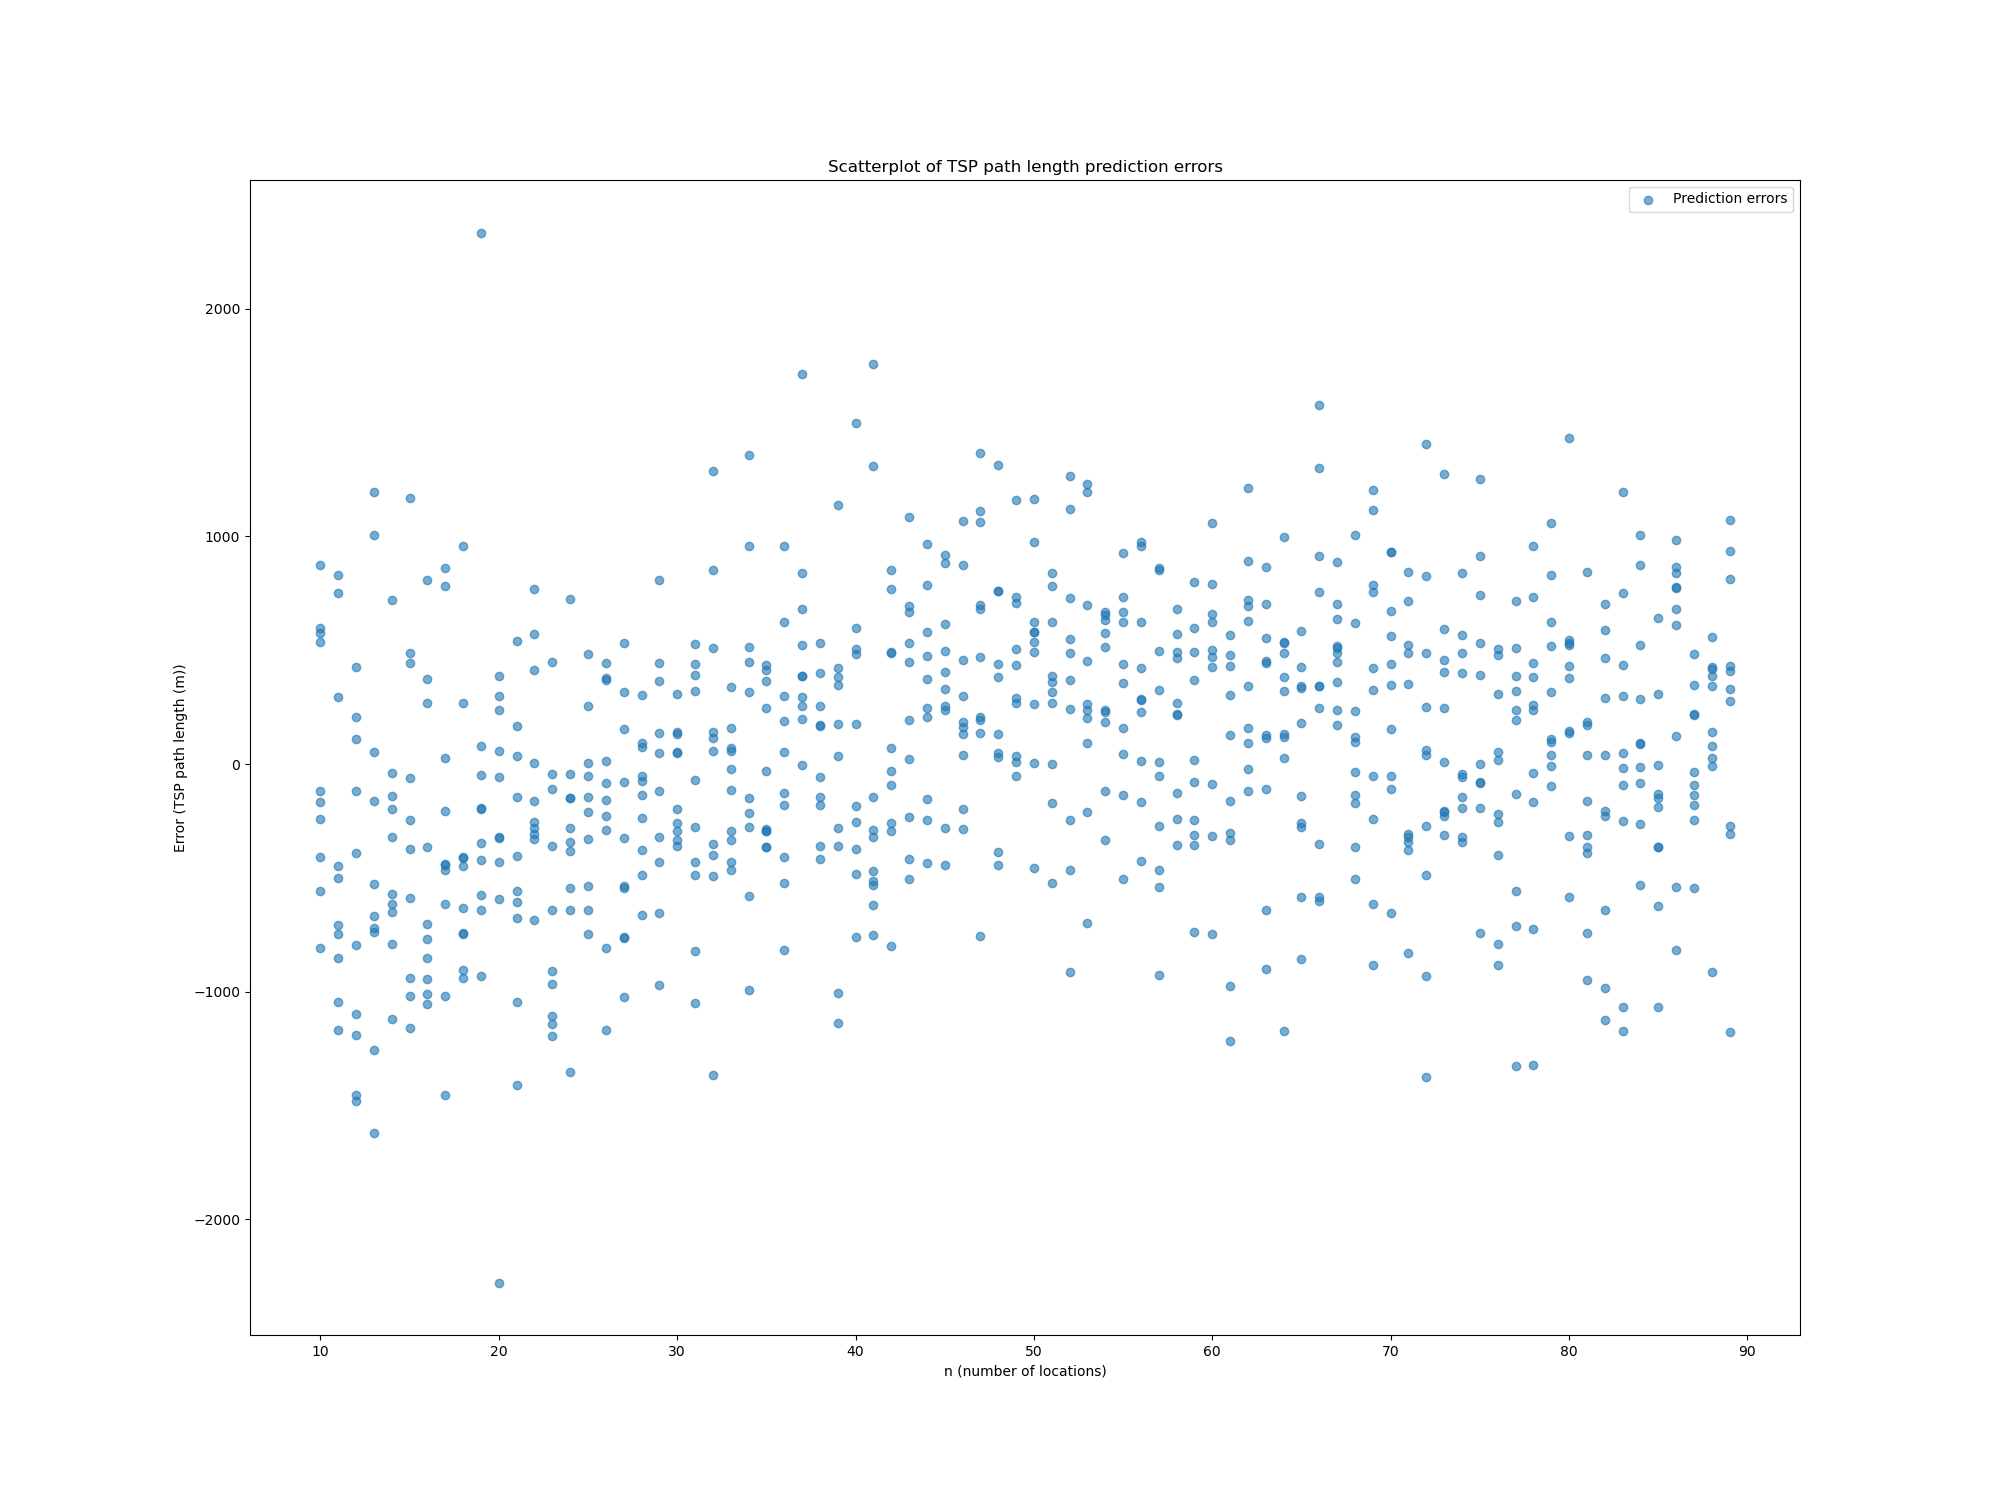 Scatterplot of TSP path length prediction errors
Prediction errors
2000
1000
0
−1000
−2000
Error (TSP path length (m))
10 20 30 40 50 60 70 80 90
n (number of locations)